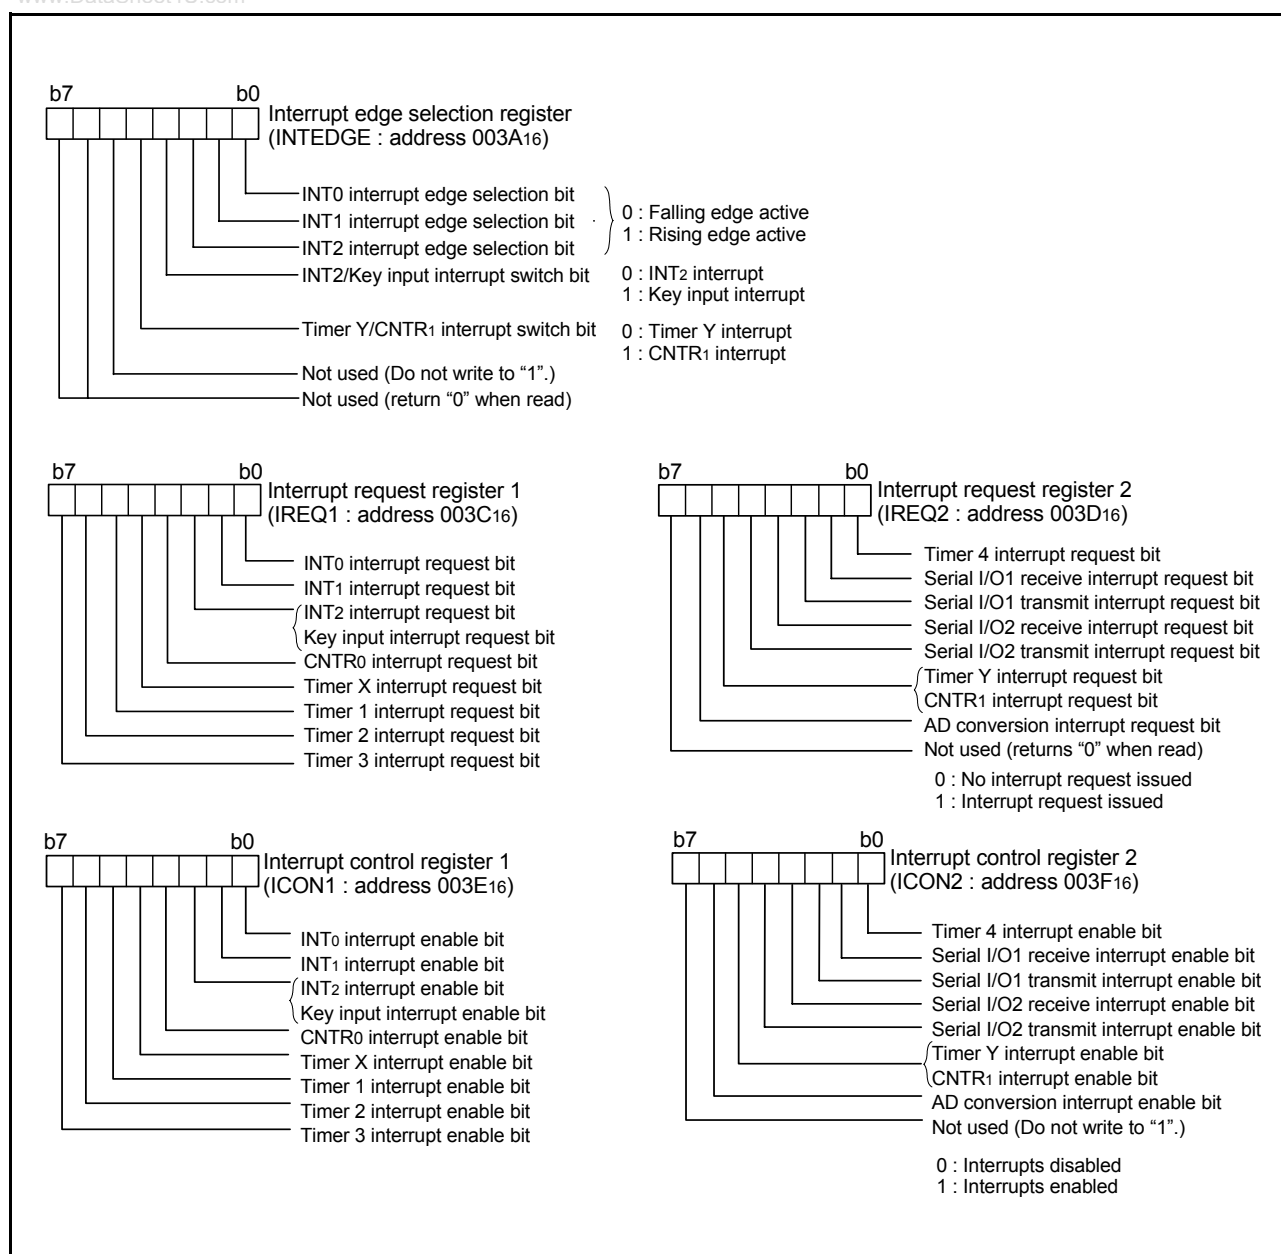 b7 b0
Interrupt edge selection register
(INTEDGE : address 003A16)
INT0 interrupt edge selection bit
INT1 interrupt edge selection bit
INT2 interrupt edge selection bit
0 : Falling edge active
1 : Rising edge active
INT2/Key input interrupt switch bit
0 : INT2 interrupt
1 : Key input interrupt
Timer Y/CNTR1 interrupt switch bit
0 : Timer Y interrupt
1 : CNTR1 interrupt
Not used (Do not write to “1”.)
Not used (return “0” when read)
b7 b0
Interrupt request register 1
(IREQ1 : address 003C16)
INT0 interrupt request bit
INT1 interrupt request bit
INT2 interrupt request bit
Key input interrupt request bit
CNTR0 interrupt request bit
Timer X interrupt request bit
Timer 1 interrupt request bit
Timer 2 interrupt request bit
Timer 3 interrupt request bit
b7 b0
Interrupt request register 2
(IREQ2 : address 003D16)
Timer 4 interrupt request bit
Serial I/O1 receive interrupt request bit
Serial I/O1 transmit interrupt request bit
Serial I/O2 receive interrupt request bit
Serial I/O2 transmit interrupt request bit
Timer Y interrupt request bit
CNTR1 interrupt request bit
AD conversion interrupt request bit
Not used (returns “0” when read)
0 : No interrupt request issued
1 : Interrupt request issued
b7 b0
Interrupt control register 1
(ICON1 : address 003E16)
INT0 interrupt enable bit
INT1 interrupt enable bit
INT2 interrupt enable bit
Key input interrupt enable bit
CNTR0 interrupt enable bit
Timer X interrupt enable bit
Timer 1 interrupt enable bit
Timer 2 interrupt enable bit
Timer 3 interrupt enable bit
b7 b0
Interrupt control register 2
(ICON2 : address 003F16)
Timer 4 interrupt enable bit
Serial I/O1 receive interrupt enable bit
Serial I/O1 transmit interrupt enable bit
Serial I/O2 receive interrupt enable bit
Serial I/O2 transmit interrupt enable bit
Timer Y interrupt enable bit
CNTR1 interrupt enable bit
AD conversion interrupt enable bit
Not used (Do not write to “1”.)
0 : Interrupts disabled
1 : Interrupts enabled